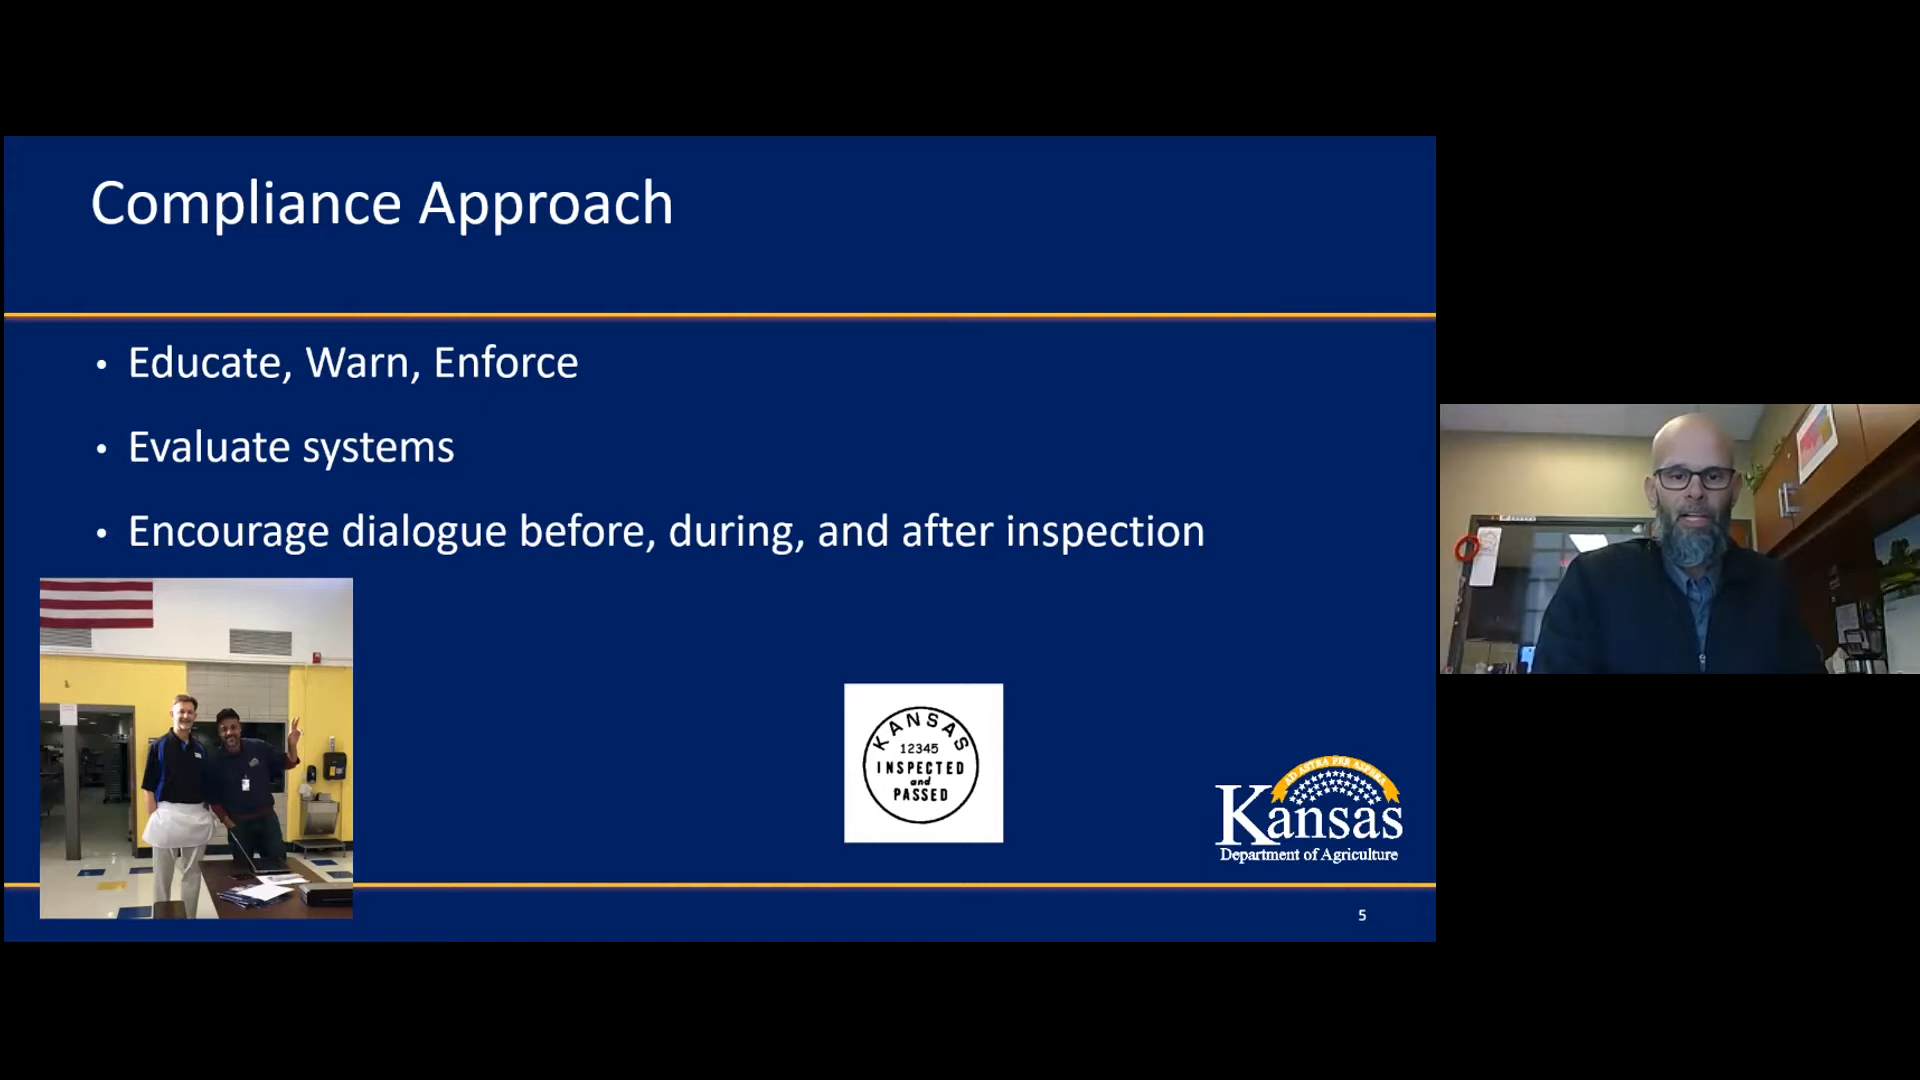 Compliance Approach
• Educate, Warn, Enforce
• Evaluate systems
• Encourage dialogue before, during, and after inspection
KANSAS
12345
INSPECTED
and
PASSED
AD ASTRA PER ASPERA
Kansas
Department of Agriculture
5